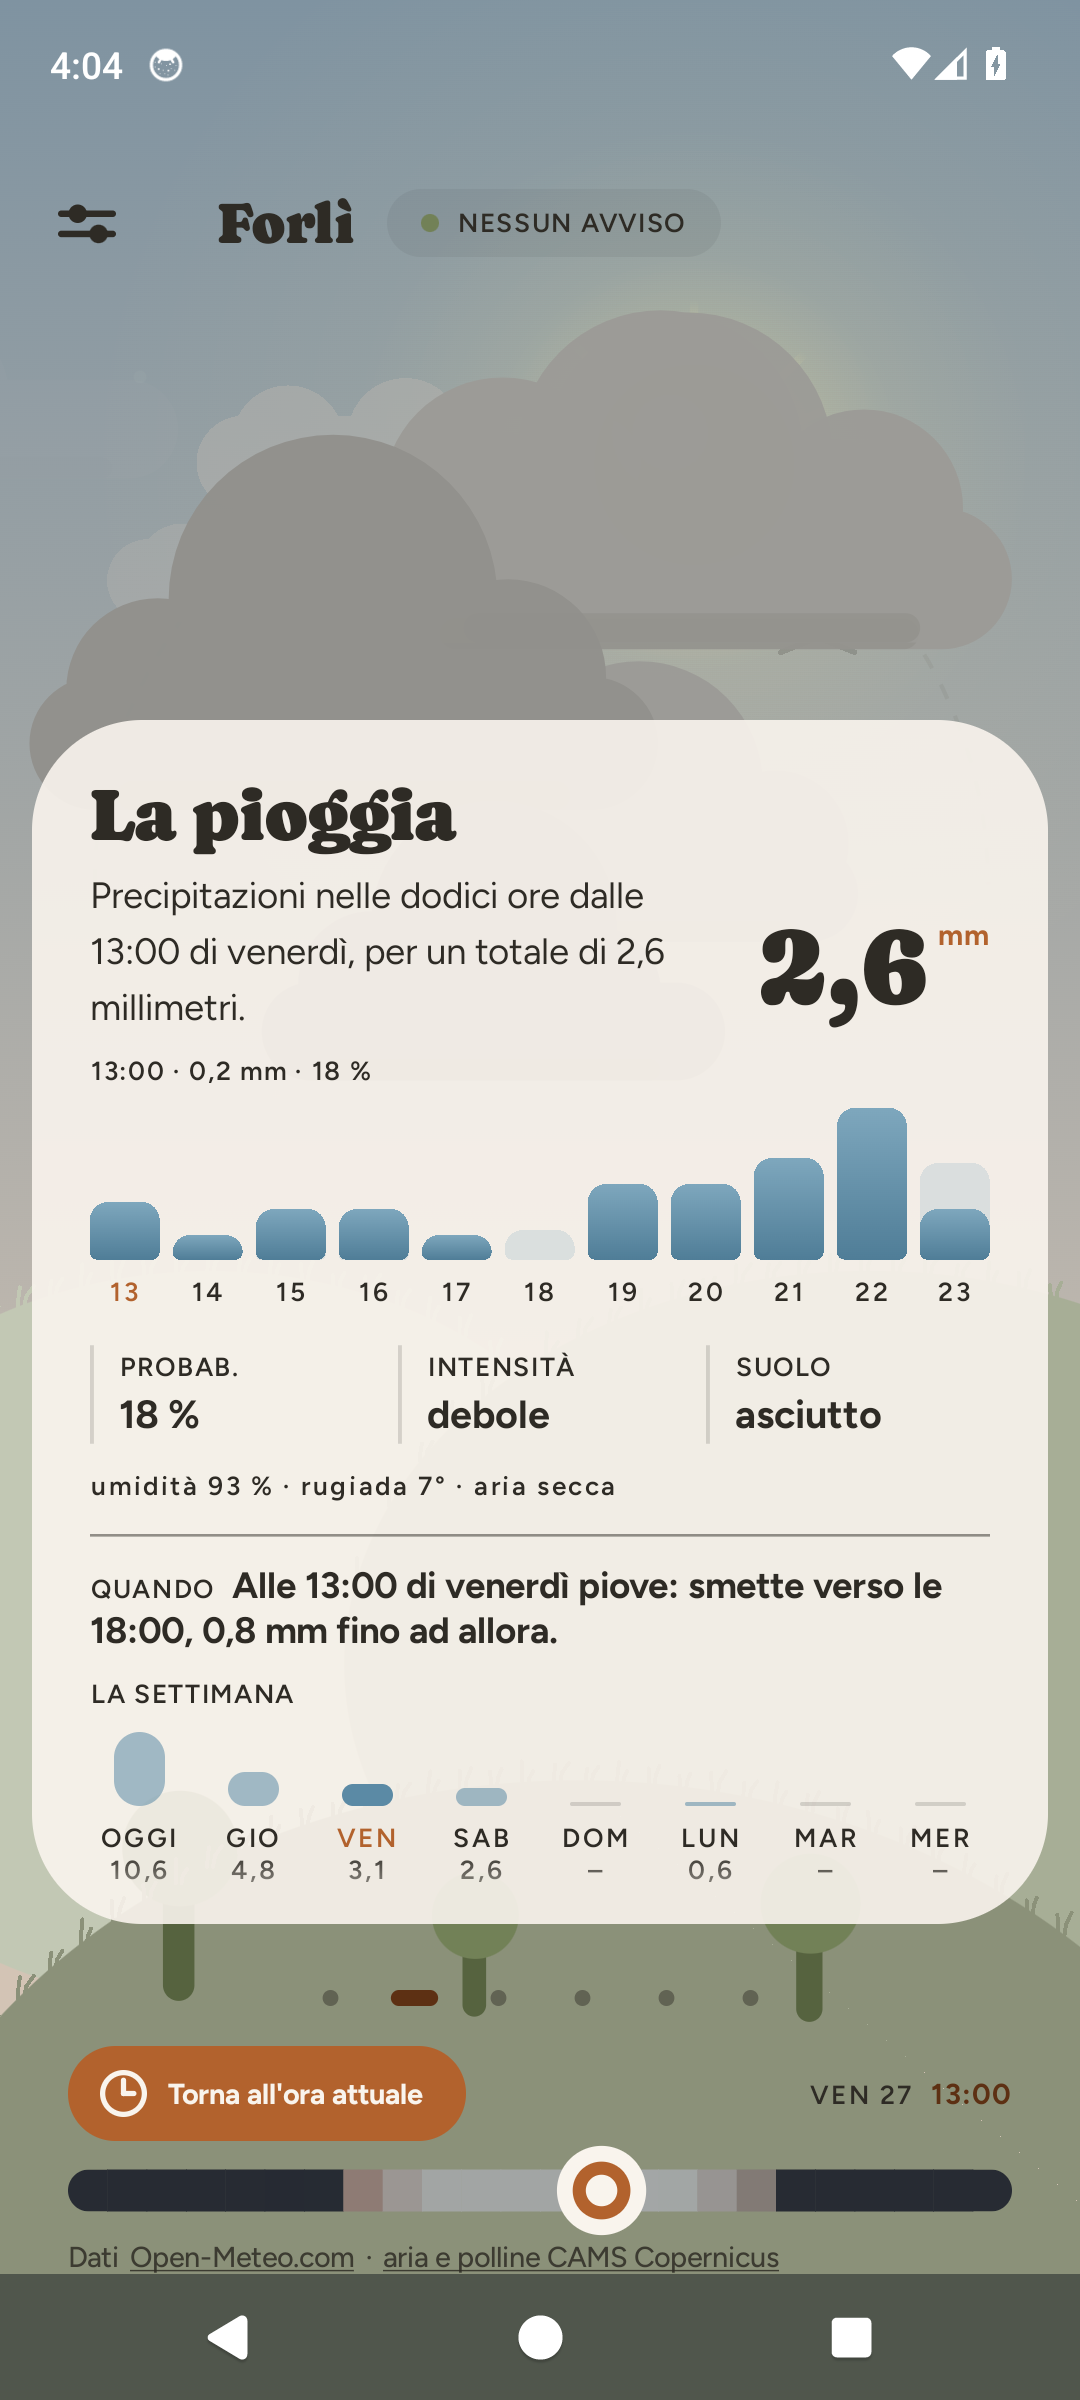 4:04
Forlì NESSUN AVVISO
La pioggia
Precipitazioni nelle dodici ore dalle
13:00 di venerdì, per un totale di 2,6
millimetri.
2,6 mm
13:00 · 0,2 mm · 18 %
13 14 15 16 17 18 19 20 21 22 23
PROBAB. INTENSITÀ SUOLO
18 % debole asciutto
umidità 93 % · rugiada 7° · aria secca
QUANDO Alle 13:00 di venerdì piove: smette verso le
18:00, 0,8 mm fino ad allora.
LA SETTIMANA
OGGI GIO VEN SAB DOM LUN MAR MER
10,6 4,8 3,1 2,6 – 0,6 – –
Torna all'ora attuale VEN 27 13:00
Dati Open-Meteo.com · aria e polline CAMS Copernicus